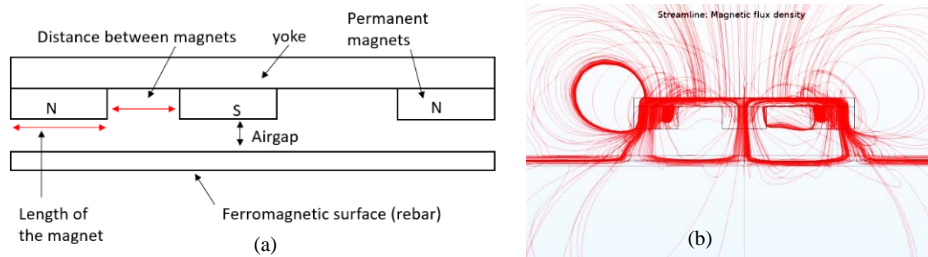 Distance between magnets
yoke
Permanent
magnets
N
S
N
Airgap
Length of
the magnet
Ferromagnetic surface (rebar)
(a)
Streamline: Magnetic flux density
(b)